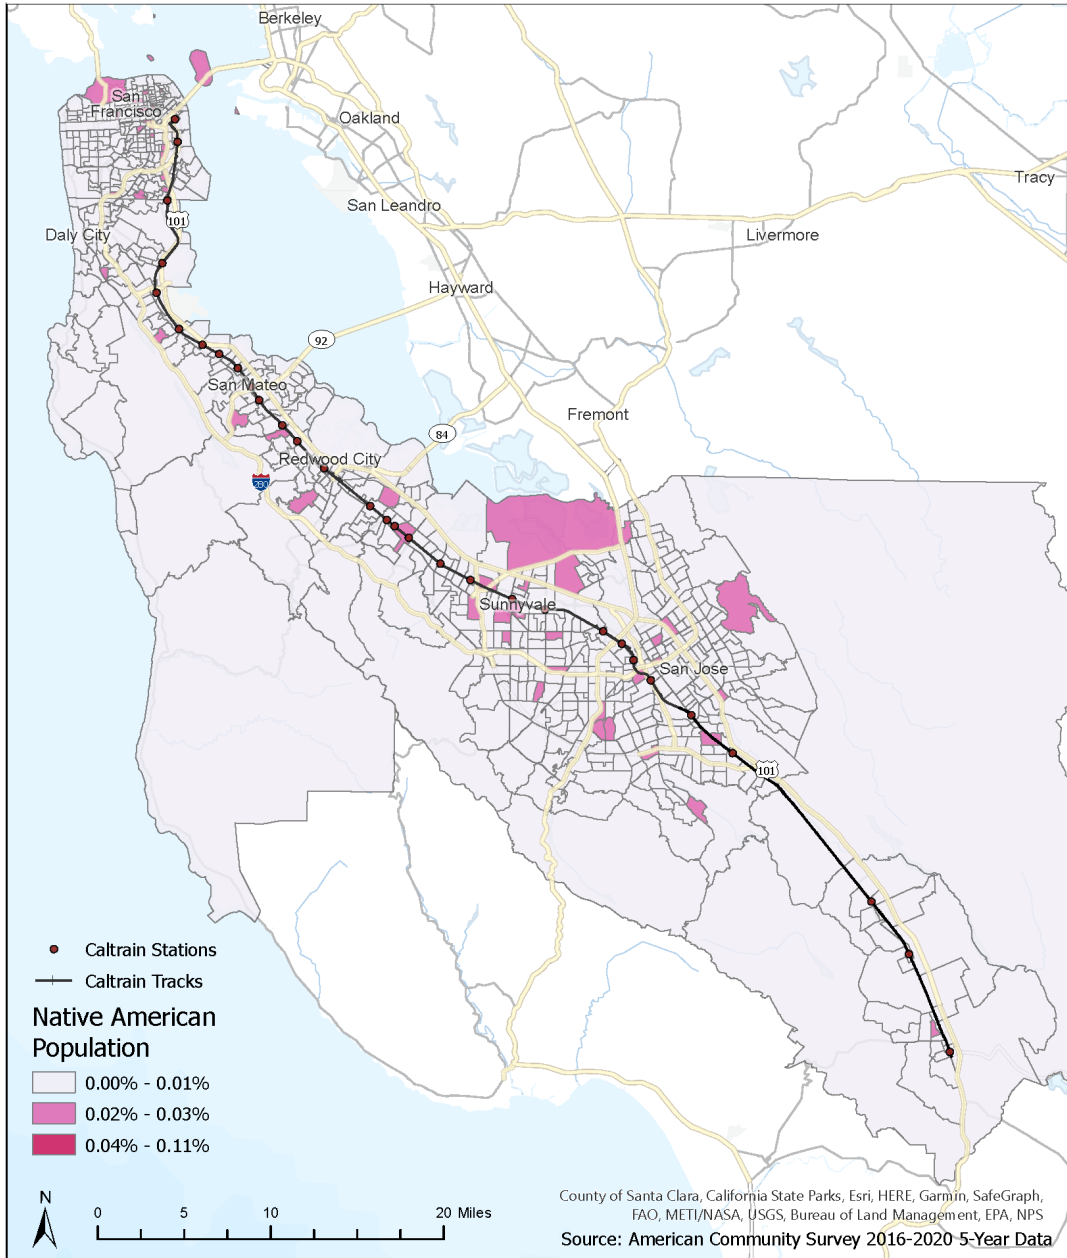 Berkeley
San
Francisco
Oakland
Tracy
San Leandro
101
Daly City
Livermore
Hayward
92
San Mateo
Fremont
84
Redwood City
280
Sunnyvale
San Jose
101
Caltrain Stations
Caltrain Tracks
Native American
Population
0.00% - 0.01%
0.02% - 0.03%
0.04% - 0.11%
N
0 5 10 20 Miles
County of Santa Clara, California State Parks, Esri, HERE, Garmin, SafeGraph,
FAO, METI/NASA, USGS, Bureau of Land Management, EPA, NPS
Source: American Community Survey 2016-2020 5-Year Data